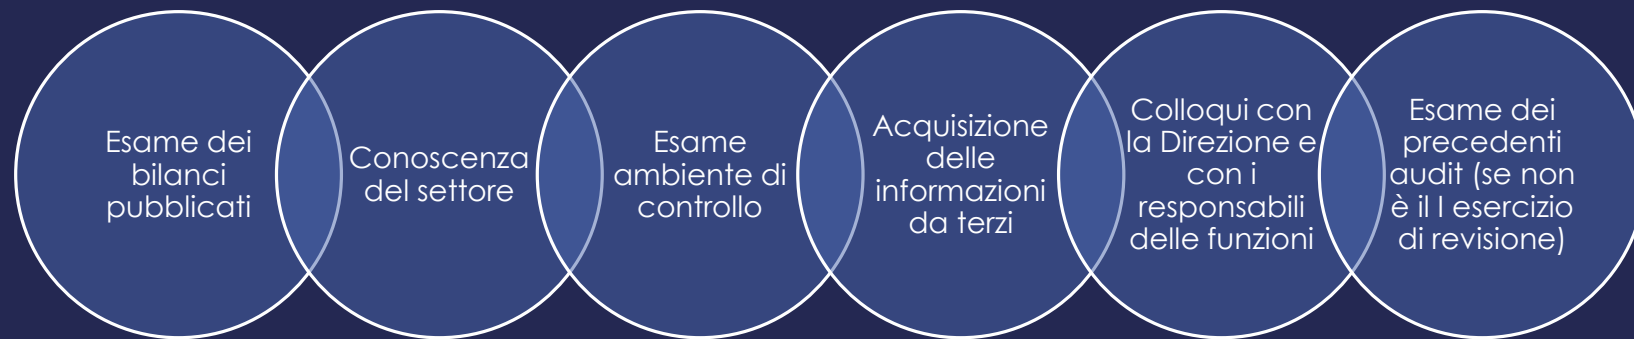 Esame dei
bilanci
pubblicati
Conoscenza
del settore
Esame
ambiente di
controllo
Acquisizione
delle
informazioni
da terzi
Colloqui con
la Direzione e
con i
responsabili
delle funzioni
Esame dei
precedenti
audit (se non
è il I esercizio
di revisione)